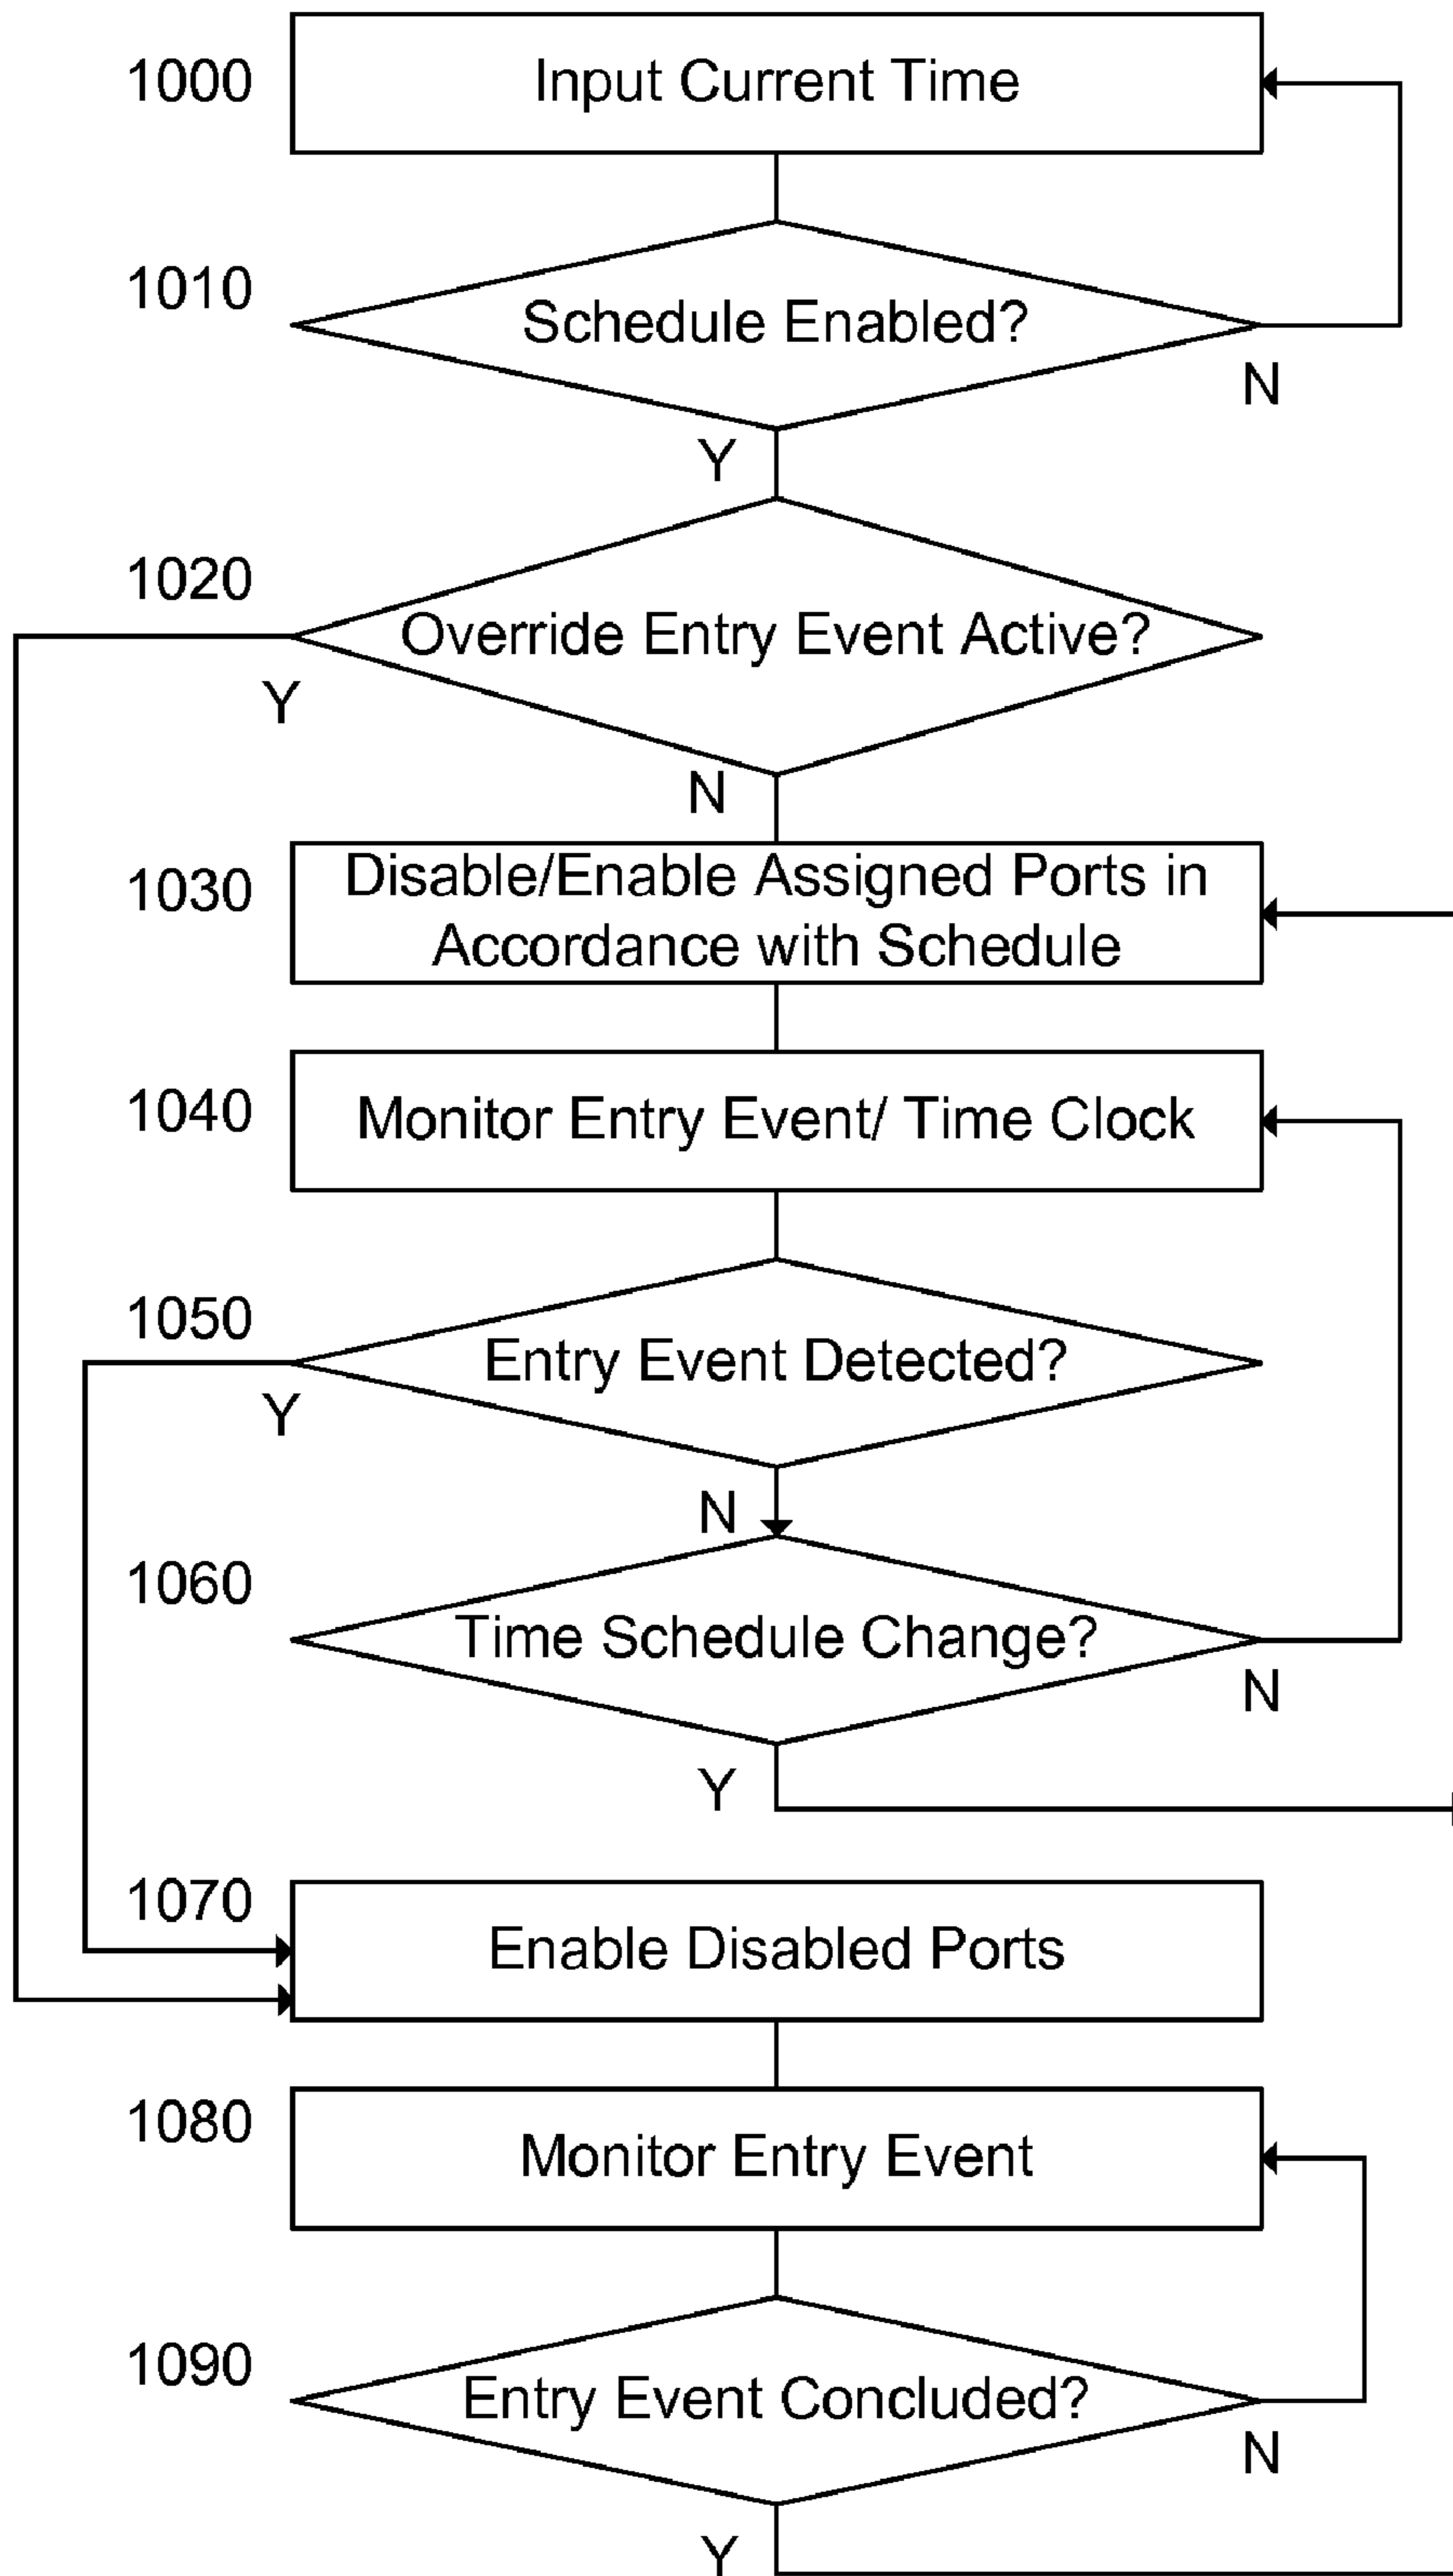 1000
Input Current Time
1010
Schedule Enabled?
N
Y
1020
Override Entry Event Active?
Y
N
1030
Disable/Enable Assigned Ports in
Accordance with Schedule
1040
Monitor Entry Event/ Time Clock
1050
Entry Event Detected?
Y
N
1060
Time Schedule Change?
N
Y
1070
Enable Disabled Ports
1080
Monitor Entry Event
1090
Entry Event Concluded?
N
Y